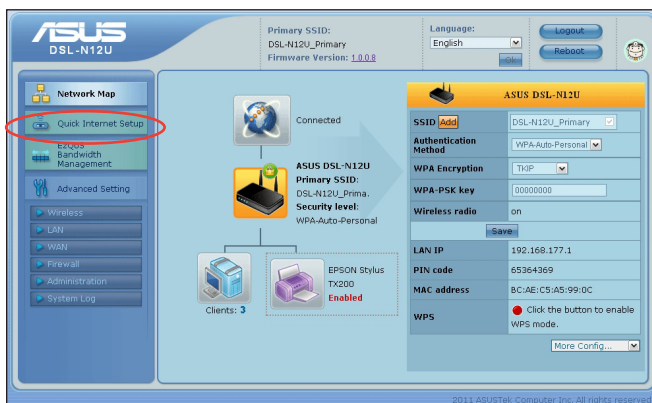 ASUS
DSL-N12U
Primary SSID:
DSL-N12U_Primary
Firmware Version: 1.0.0.8
Language:
English
Ok
Logout
Reboot
Network Map
Quick Internet Setup
EzQoS
Bandwidth
Management
Advanced Setting
Wireless
LAN
WAN
Firewall
Administration
System Log
Connected
ASUS DSL-N12U
Primary SSID:
DSL-N12U_Prima.
Security level:
WPA-Auto-Personal
Clients: 3
EPSON Stylus
TX200
Enabled
ASUS DSL-N12U
SSID Add DSL-N12U_Primary
Authentication
Method
WPA-Auto-Personal
WPA Encryption TKIP
WPA-PSK key 00000000
Wireless radio on
Save
LAN IP 192.168.177.1
PIN code 65364369
MAC address BC:AE:C5:A5:99:0C
WPS
Click the button to enable
WPS mode.
More Config...
2011 ASUSTek Computer Inc. All rights reserved